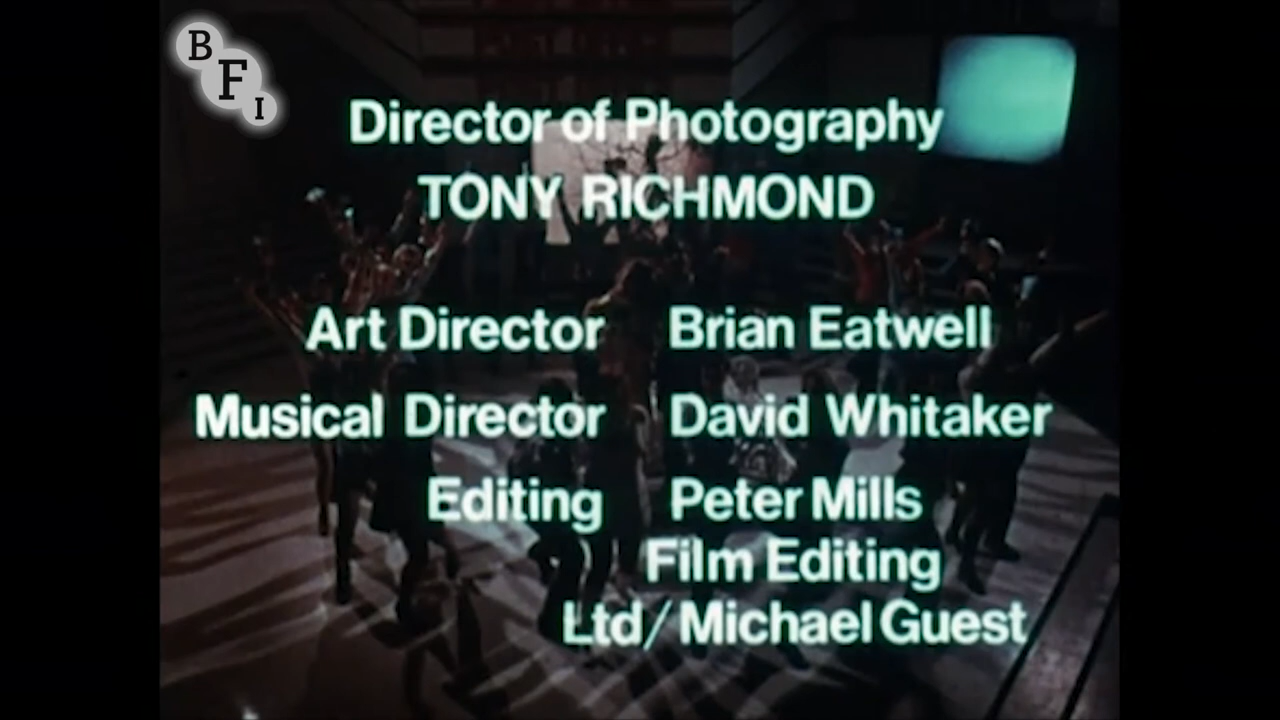 BFI
Director of Photography
TONY RICHMOND
Art Director Brian Eatwell
Musical Director David Whitaker
Editing Peter Mills
Film Editing
Ltd/Michael Guest